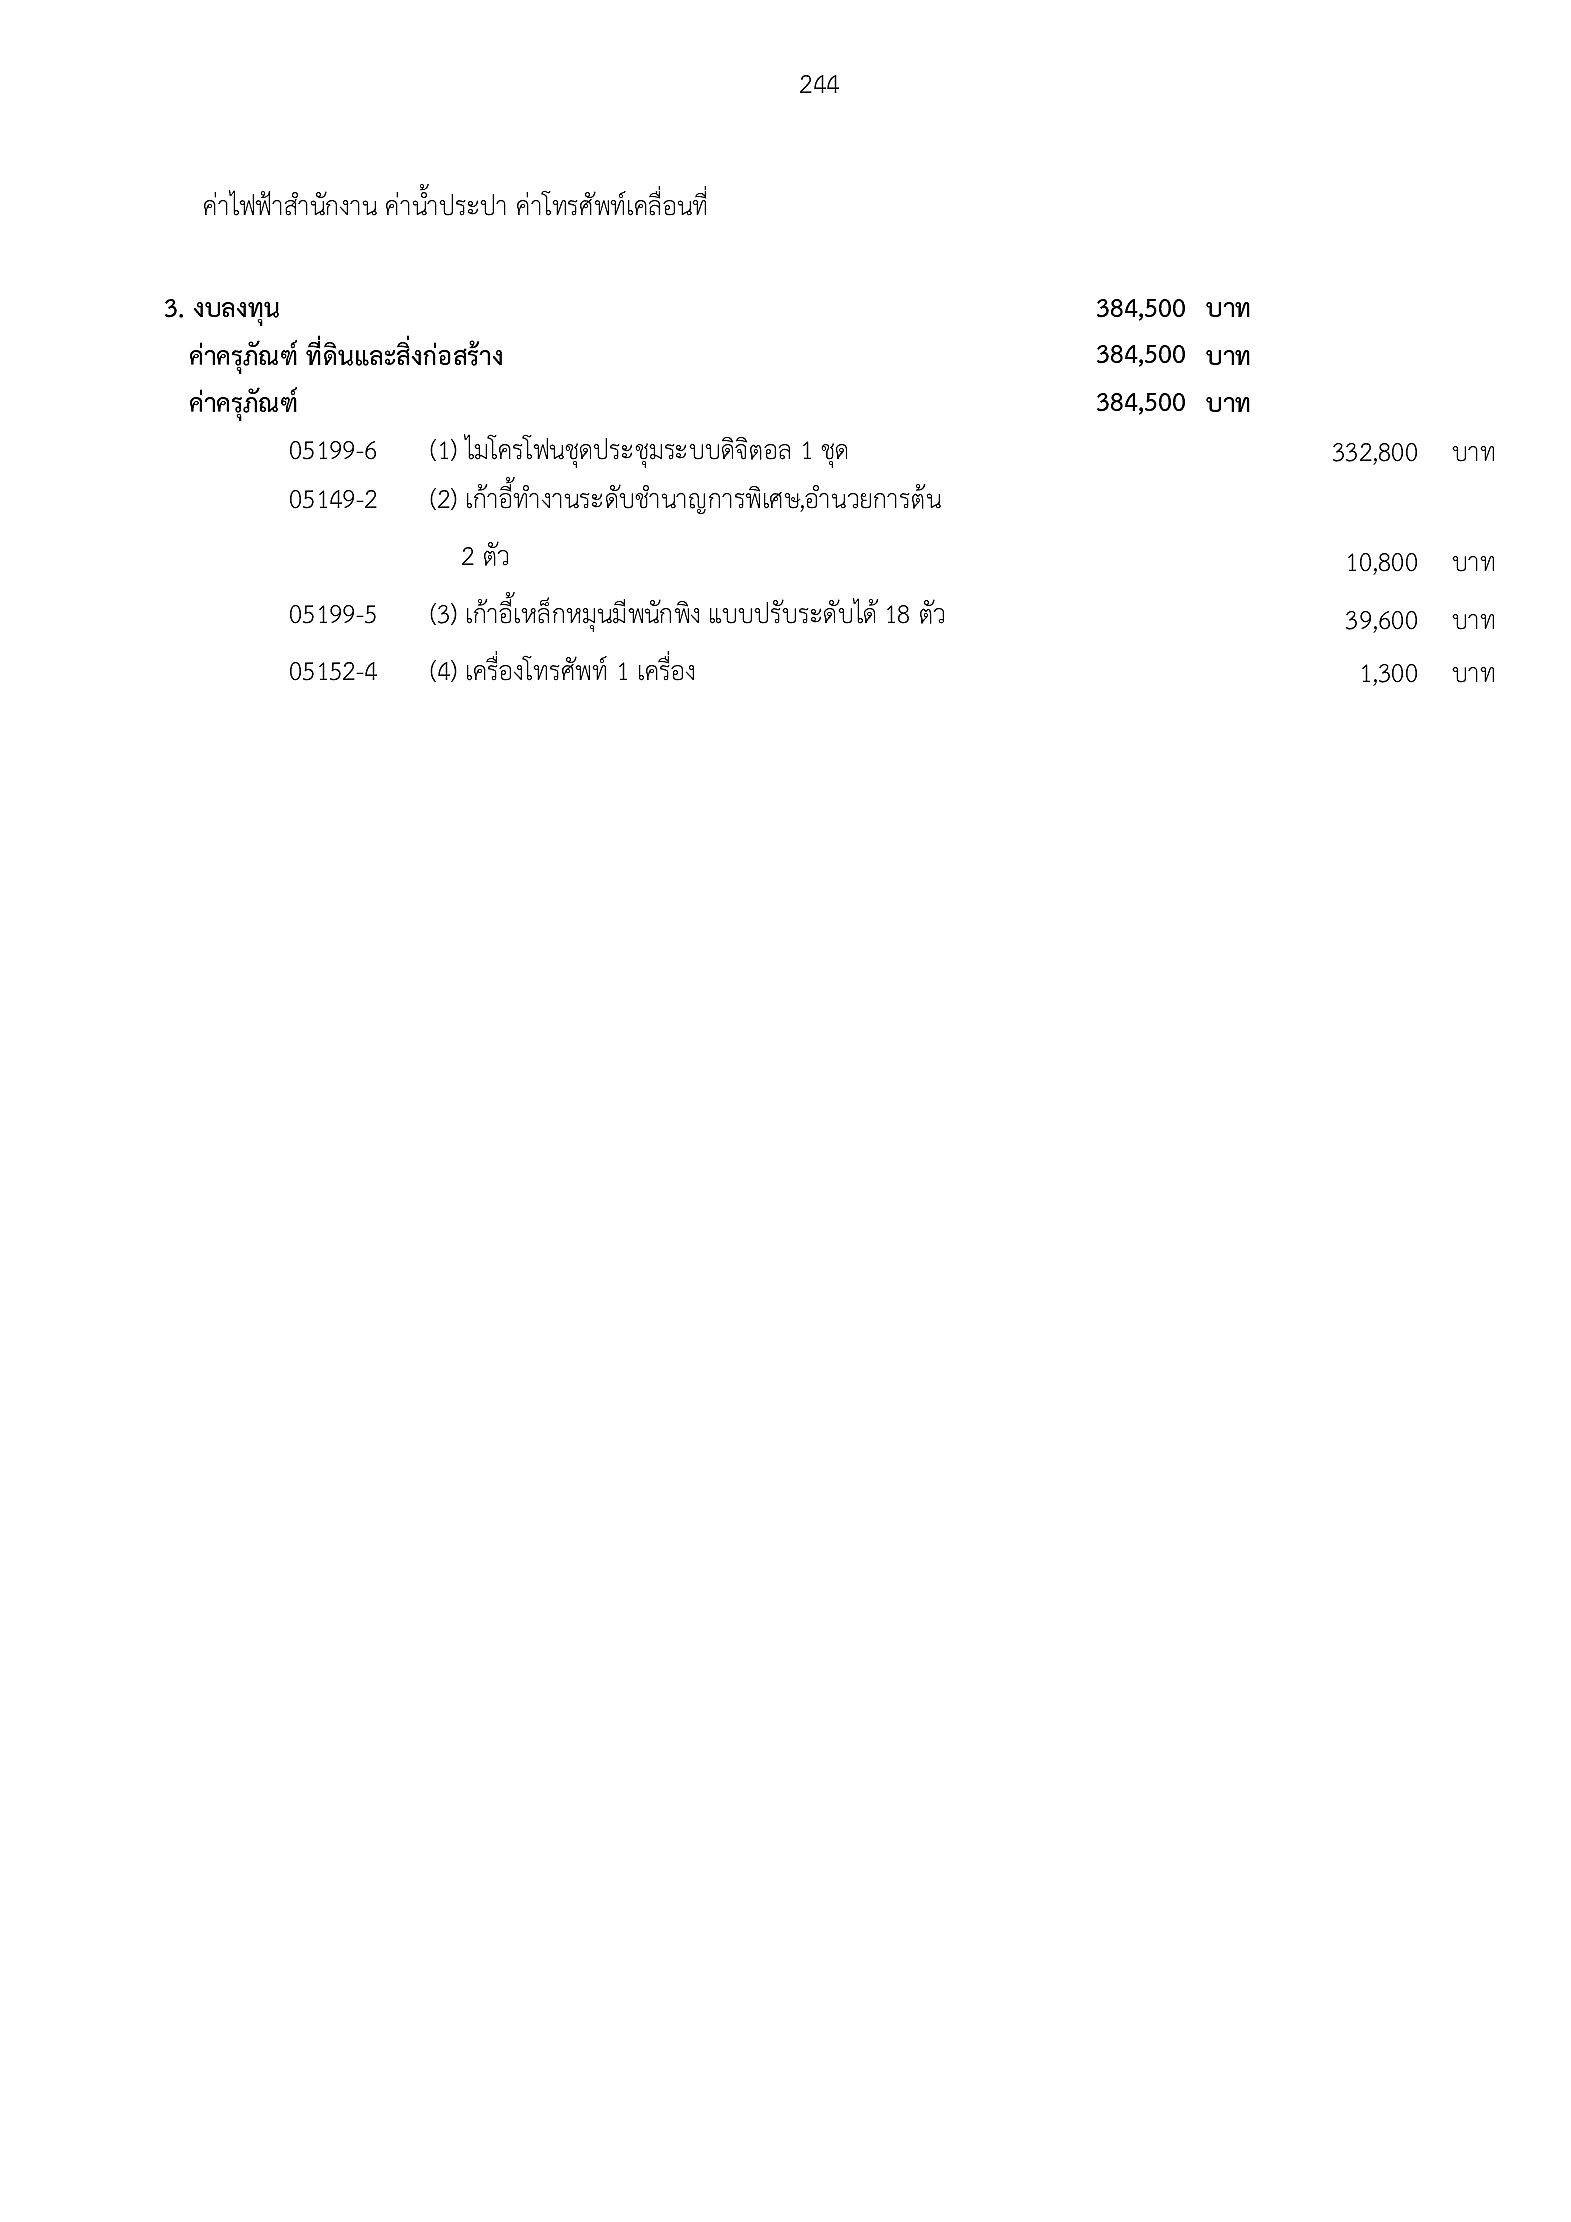 244
ค่าไฟฟ้าสำนักงาน ค่าน้ำประปา ค่าโทรศัพท์เคลื่อนที่
3. งบลงทุน 384,500 บาท
ค่าครุภัณฑ์ ที่ดินและสิ่งก่อสร้าง 384,500 บาท
ค่าครุภัณฑ์ 384,500 บาท
05199-6 (1) ไมโครโฟนชุดประชุมระบบดิจิตอล 1 ชุด 332,800 บาท
05149-2 (2) เก้าอี้ทำงานระดับชำนาญการพิเศษ,อำนวยการต้น
2 ตัว 10,800 บาท
05199-5 (3) เก้าอี้เหล็กหมุนมีพนักพิง แบบปรับระดับได้ 18 ตัว 39,600 บาท
05152-4 (4) เครื่องโทรศัพท์ 1 เครื่อง 1,300 บาท